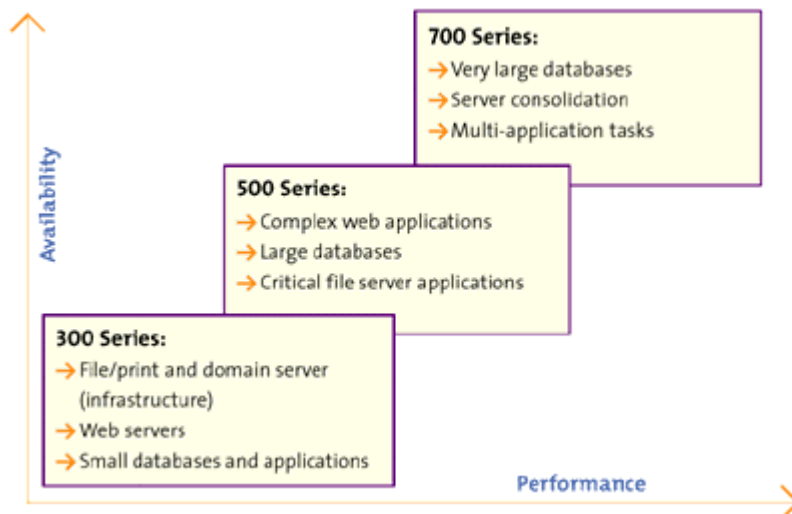 700 Series:
→ Very large databases
→ Server consolidation
→ Multi-application tasks
Availability
500 Series:
→ Complex web applications
→ Large databases
→ Critical file server applications
300 Series:
→ File/print and domain server
(infrastructure)
→ Web servers
→ Small databases and applications
Performance